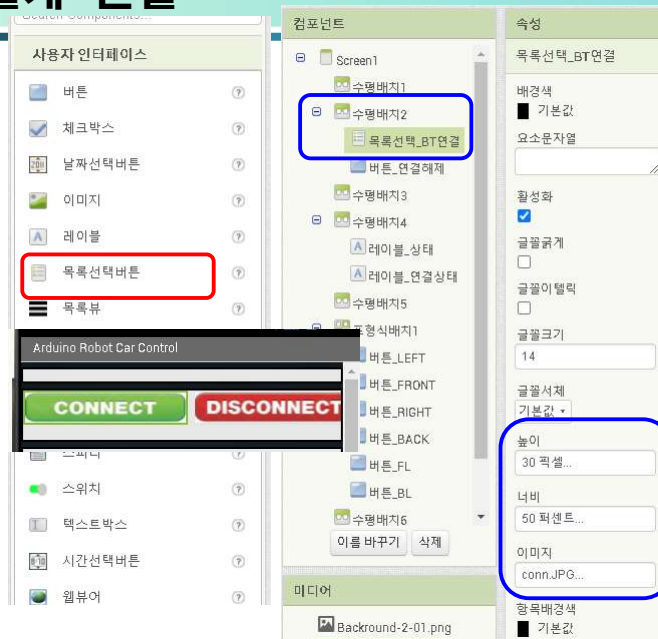 Search Components...
사용자 인터페이스
버튼
체크박스
날짜선택버튼
이미지
레이블
목록선택버튼
목록뷰
Arduino Robot Car Control
CONNECT
DISCONNECT
스피너
스위치
텍스트박스
시간선택버튼
웹뷰어
컴포넌트
Screen1
수평배치1
수평배치2
목록선택_BT연결
버튼_연결해제
수평배치3
수평배치4
레이블_상태
레이블_연결상태
수평배치5
표형식배치1
버튼_LEFT
버튼_FRONT
버튼_RIGHT
버튼_BACK
버튼_FL
버튼_BL
수평배치6
이름 바꾸기 삭제
미디어
Backround-2-01.png
속성
목록선택_BT연결
배경색
기본값
요소문자열
활성화
글꼴굵게
글꼴이텔릭
글꼴크기
14
글꼴서체
기본값
높이
30 픽셀...
너비
50 퍼센트...
이미지
conn.JPG...
항목배경색
기본값